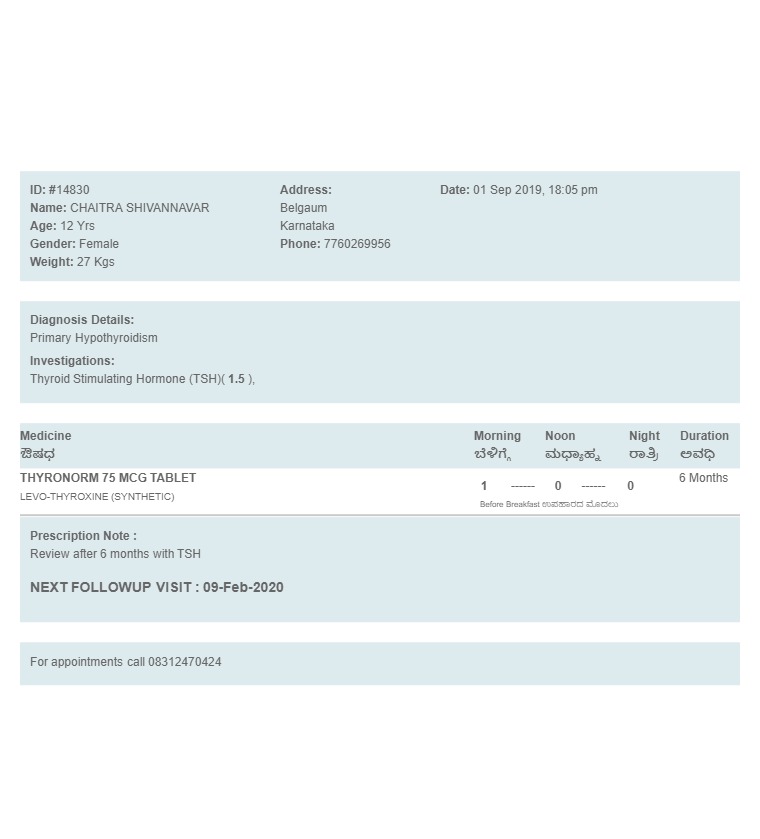 ID: #14830
Name: CHAITRA SHIVANNAVAR
Age: 12 Yrs
Gender: Female
Weight: 27 Kgs
Address:
Belgaum
Karnataka
Phone: 7760269956
Date: 01 Sep 2019, 18:05 pm
Diagnosis Details:
Primary Hypothyroidism
Investigations:
Thyroid Stimulating Hormone (TSH)( 1.5 ),
Medicine Morning Noon Night Duration
ಔಷಧ ಬೆಳಿಗ್ಗೆ ಮಧ್ಯಾಹ್ನ ರಾತ್ರಿ ಅವಧಿ
THYRONORM 75 MCG TABLET 6 Months
1 ------ 0 ------ 0
LEVO-THYROXINE (SYNTHETIC)
Before Breakfast ಉಪಹಾರದ ಮೊದಲು
Prescription Note :
Review after 6 months with TSH
NEXT FOLLOWUP VISIT : 09-Feb-2020
For appointments call 08312470424